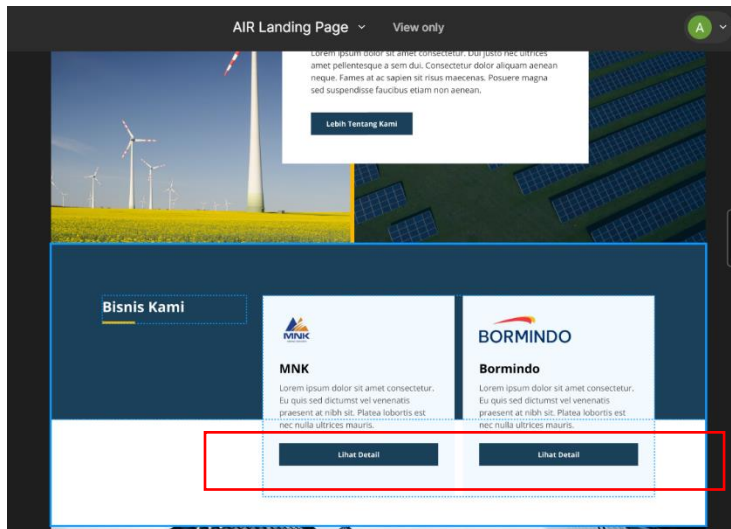 AIR Landing Page
View only
A
Lorem ipsum dolor sit amet consectetur. Dui justo nec ultrices
amet pellentesque a sem dui. Consectetur dolor aliquam aenean
neque. Fames at ac sapien sit risus maecenas. Posuere magna
sed suspendisse faucibus etiam non aenean.
Lebih Tentang Kami
Bisnis Kami
MNK
MNK
Lorem ipsum dolor sit amet consectetur.
Eu quis sed dictumst vel venenatis
praesent at nibh sit. Platea lobortis est
nec nulla ultrices mauris.
Lihat Detail
BORMINDO
Bormindo
Lorem ipsum dolor sit amet consectetur.
Eu quis sed dictumst vel venenatis
praesent at nibh sit. Platea lobortis est
nec nulla ultrices mauris.
Lihat Detail